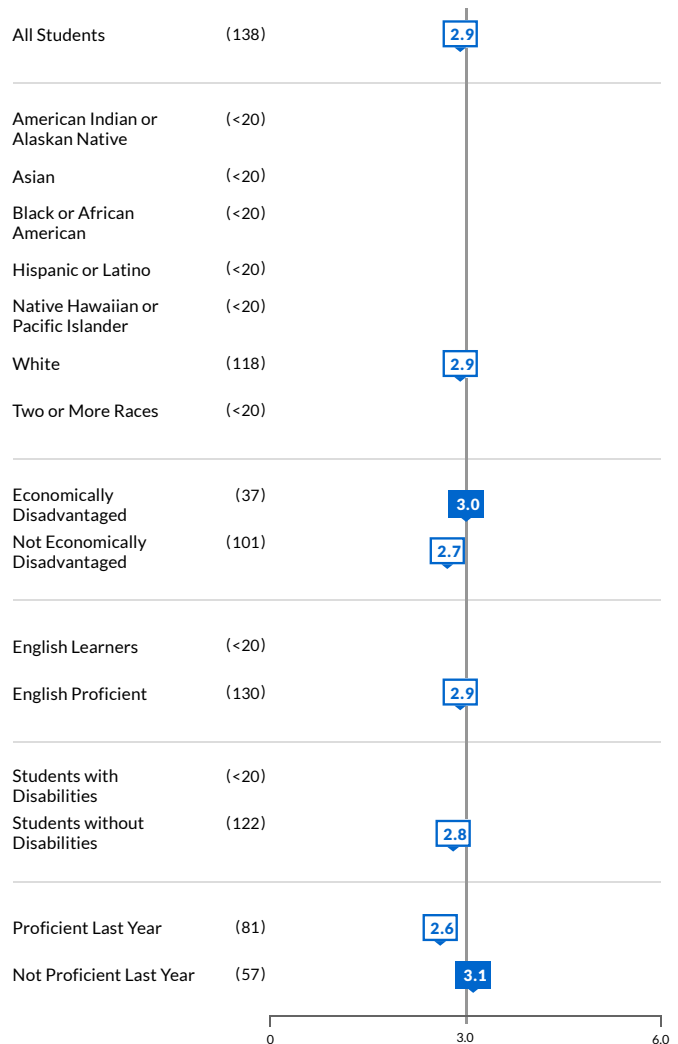 All Students (138) 2.9
American Indian or (<20)
Alaskan Native
Asian (<20)
Black or African (<20)
American
Hispanic or Latino (<20)
Native Hawaiian or (<20)
Pacific Islander
White (118) 2.9
Two or More Races (<20)
Economically (37) 3.0
Disadvantaged
Not Economically (101) 2.7
Disadvantaged
English Learners (<20)
English Proficient (130) 2.9
Students with (<20)
Disabilities
Students without (122) 2.8
Disabilities
Proficient Last Year (81) 2.6
Not Proficient Last Year (57) 3.1
0 3.0 6.0